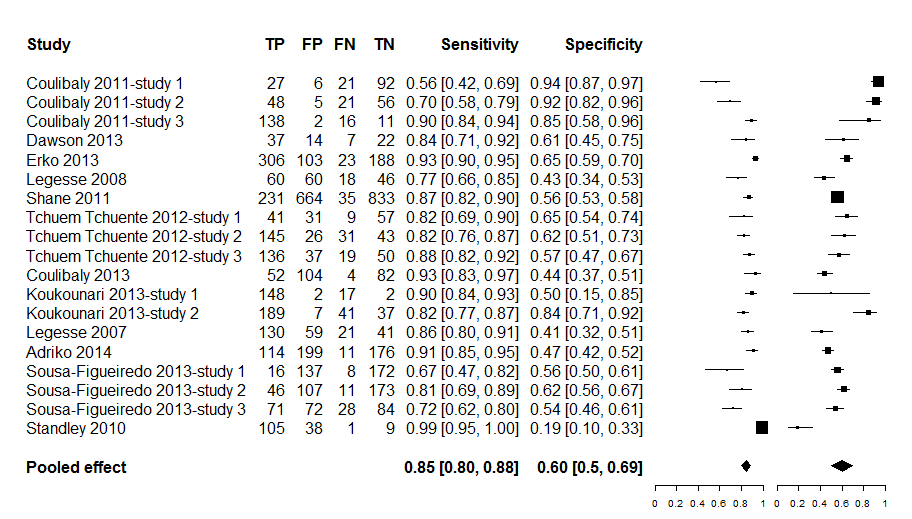 Study TP FP FN TN Sensitivity Specificity
Coulibaly 2011-study 1 27 6 21 92 0.56 [0.42, 0.69] 0.94 [0.87, 0.97]
Coulibaly 2011-study 2 48 5 21 56 0.70 [0.58, 0.79] 0.92 [0.82, 0.96]
Coulibaly 2011-study 3 138 2 16 11 0.90 [0.84, 0.94] 0.85 [0.58, 0.96]
Dawson 2013 37 14 7 22 0.84 [0.71, 0.92] 0.61 [0.45, 0.75]
Erko 2013 306 103 23 188 0.93 [0.90, 0.95] 0.65 [0.59, 0.70]
Legesse 2008 60 60 18 46 0.77 [0.66, 0.85] 0.43 [0.34, 0.53]
Shane 2011 231 664 35 833 0.87 [0.82, 0.90] 0.56 [0.53, 0.58]
Tchuem Tchuente 2012-study 1 41 31 9 57 0.82 [0.69, 0.90] 0.65 [0.54, 0.74]
Tchuem Tchuente 2012-study 2 145 26 31 43 0.82 [0.76, 0.87] 0.62 [0.51, 0.73]
Tchuem Tchuente 2012-study 3 136 37 19 50 0.88 [0.82, 0.92] 0.57 [0.47, 0.67]
Coulibaly 2013 52 104 4 82 0.93 [0.83, 0.97] 0.44 [0.37, 0.51]
Koukounari 2013-study 1 148 2 17 2 0.90 [0.84, 0.93] 0.50 [0.15, 0.85]
Koukounari 2013-study 2 189 7 41 37 0.82 [0.77, 0.87] 0.84 [0.71, 0.92]
Legesse 2007 130 59 21 41 0.86 [0.80, 0.91] 0.41 [0.32, 0.51]
Adriko 2014 114 199 11 176 0.91 [0.85, 0.95] 0.47 [0.42, 0.52]
Sousa-Figueiredo 2013-study 1 16 137 8 172 0.67 [0.47, 0.82] 0.56 [0.50, 0.61]
Sousa-Figueiredo 2013-study 2 46 107 11 173 0.81 [0.69, 0.89] 0.62 [0.56, 0.67]
Sousa-Figueiredo 2013-study 3 71 72 28 84 0.72 [0.62, 0.80] 0.54 [0.46, 0.61]
Standley 2010 105 38 1 9 0.99 [0.95, 1.00] 0.19 [0.10, 0.33]
Pooled effect 0.85 [0.80, 0.88] 0.60 [0.5, 0.69]
0 0.2 0.4 0.6 0.8 1 0 0.2 0.4 0.6 0.8 1